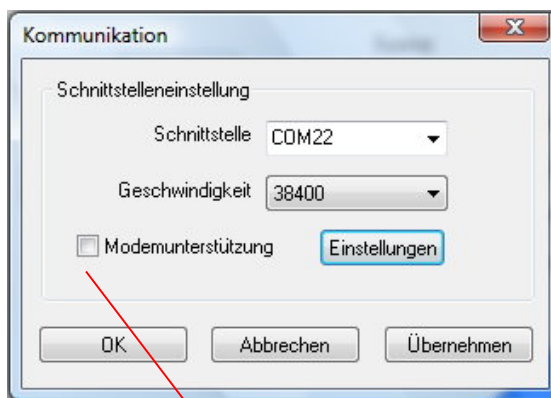 Kommunikation
Schnittstelleneinstellung
Schnittstelle COM22
Geschwindigkeit 38400
Modemunterstützung Einstellungen
OK Abbrechen Übernehmen